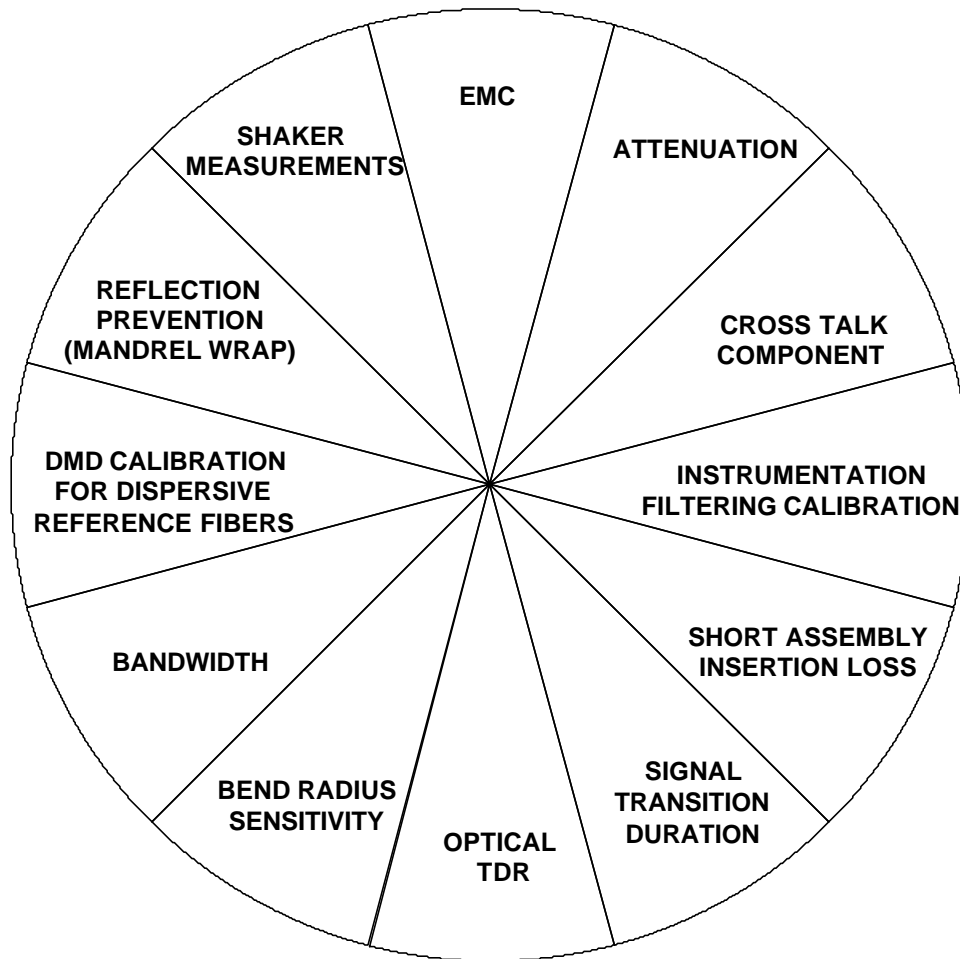 EMC
ATTENUATION
CROSS TALK
COMPONENT
INSTRUMENTATION
FILTERING CALIBRATION
SHORT ASSEMBLY
INSERTION LOSS
SIGNAL
TRANSITION
DURATION
OPTICAL
TDR
BEND RADIUS
SENSITIVITY
BANDWIDTH
DMD CALIBRATION
FOR DISPERSIVE
REFERENCE FIBERS
REFLECTION
PREVENTION
(MANDREL WRAP)
SHAKER
MEASUREMENTS